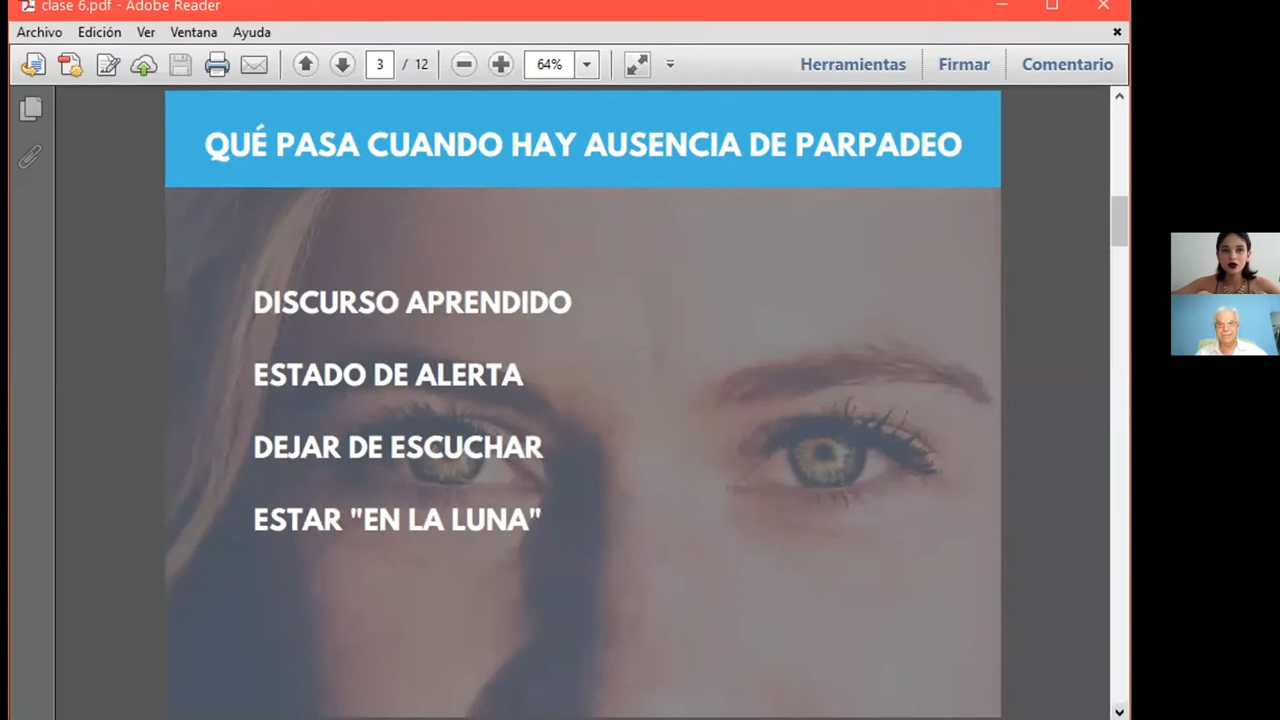 clase 6.pdf - Adobe Reader
Archivo Edición Ver Ventana Ayuda
3 / 12 64% Herramientas Firmar Comentario
QUÉ PASA CUANDO HAY AUSENCIA DE PARPADEO
DISCURSO APRENDIDO
ESTADO DE ALERTA
DEJAR DE ESCUCHAR
ESTAR "EN LA LUNA"